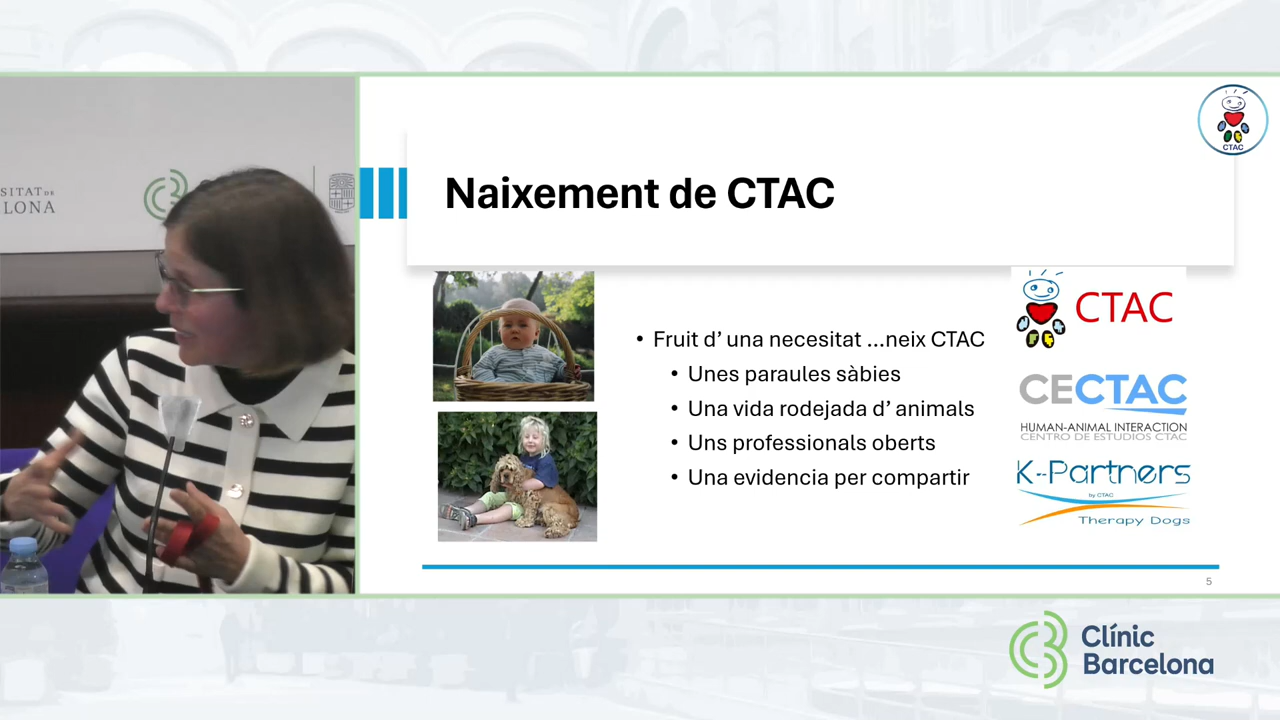 SITAT DE
LONA
CTAC
Naixement de CTAC
• Fruit d’ una necesitat ...neix CTAC
• Unes paraules sàbies
• Una vida rodejada d’ animals
• Uns professionals oberts
• Una evidencia per compartir
CTAC
CECTAC
HUMAN-ANIMAL INTERACTION
CENTRO DE ESTUDIOS CTAC
K-Partners
by CTAC
Therapy Dogs
5
Clínic
Barcelona